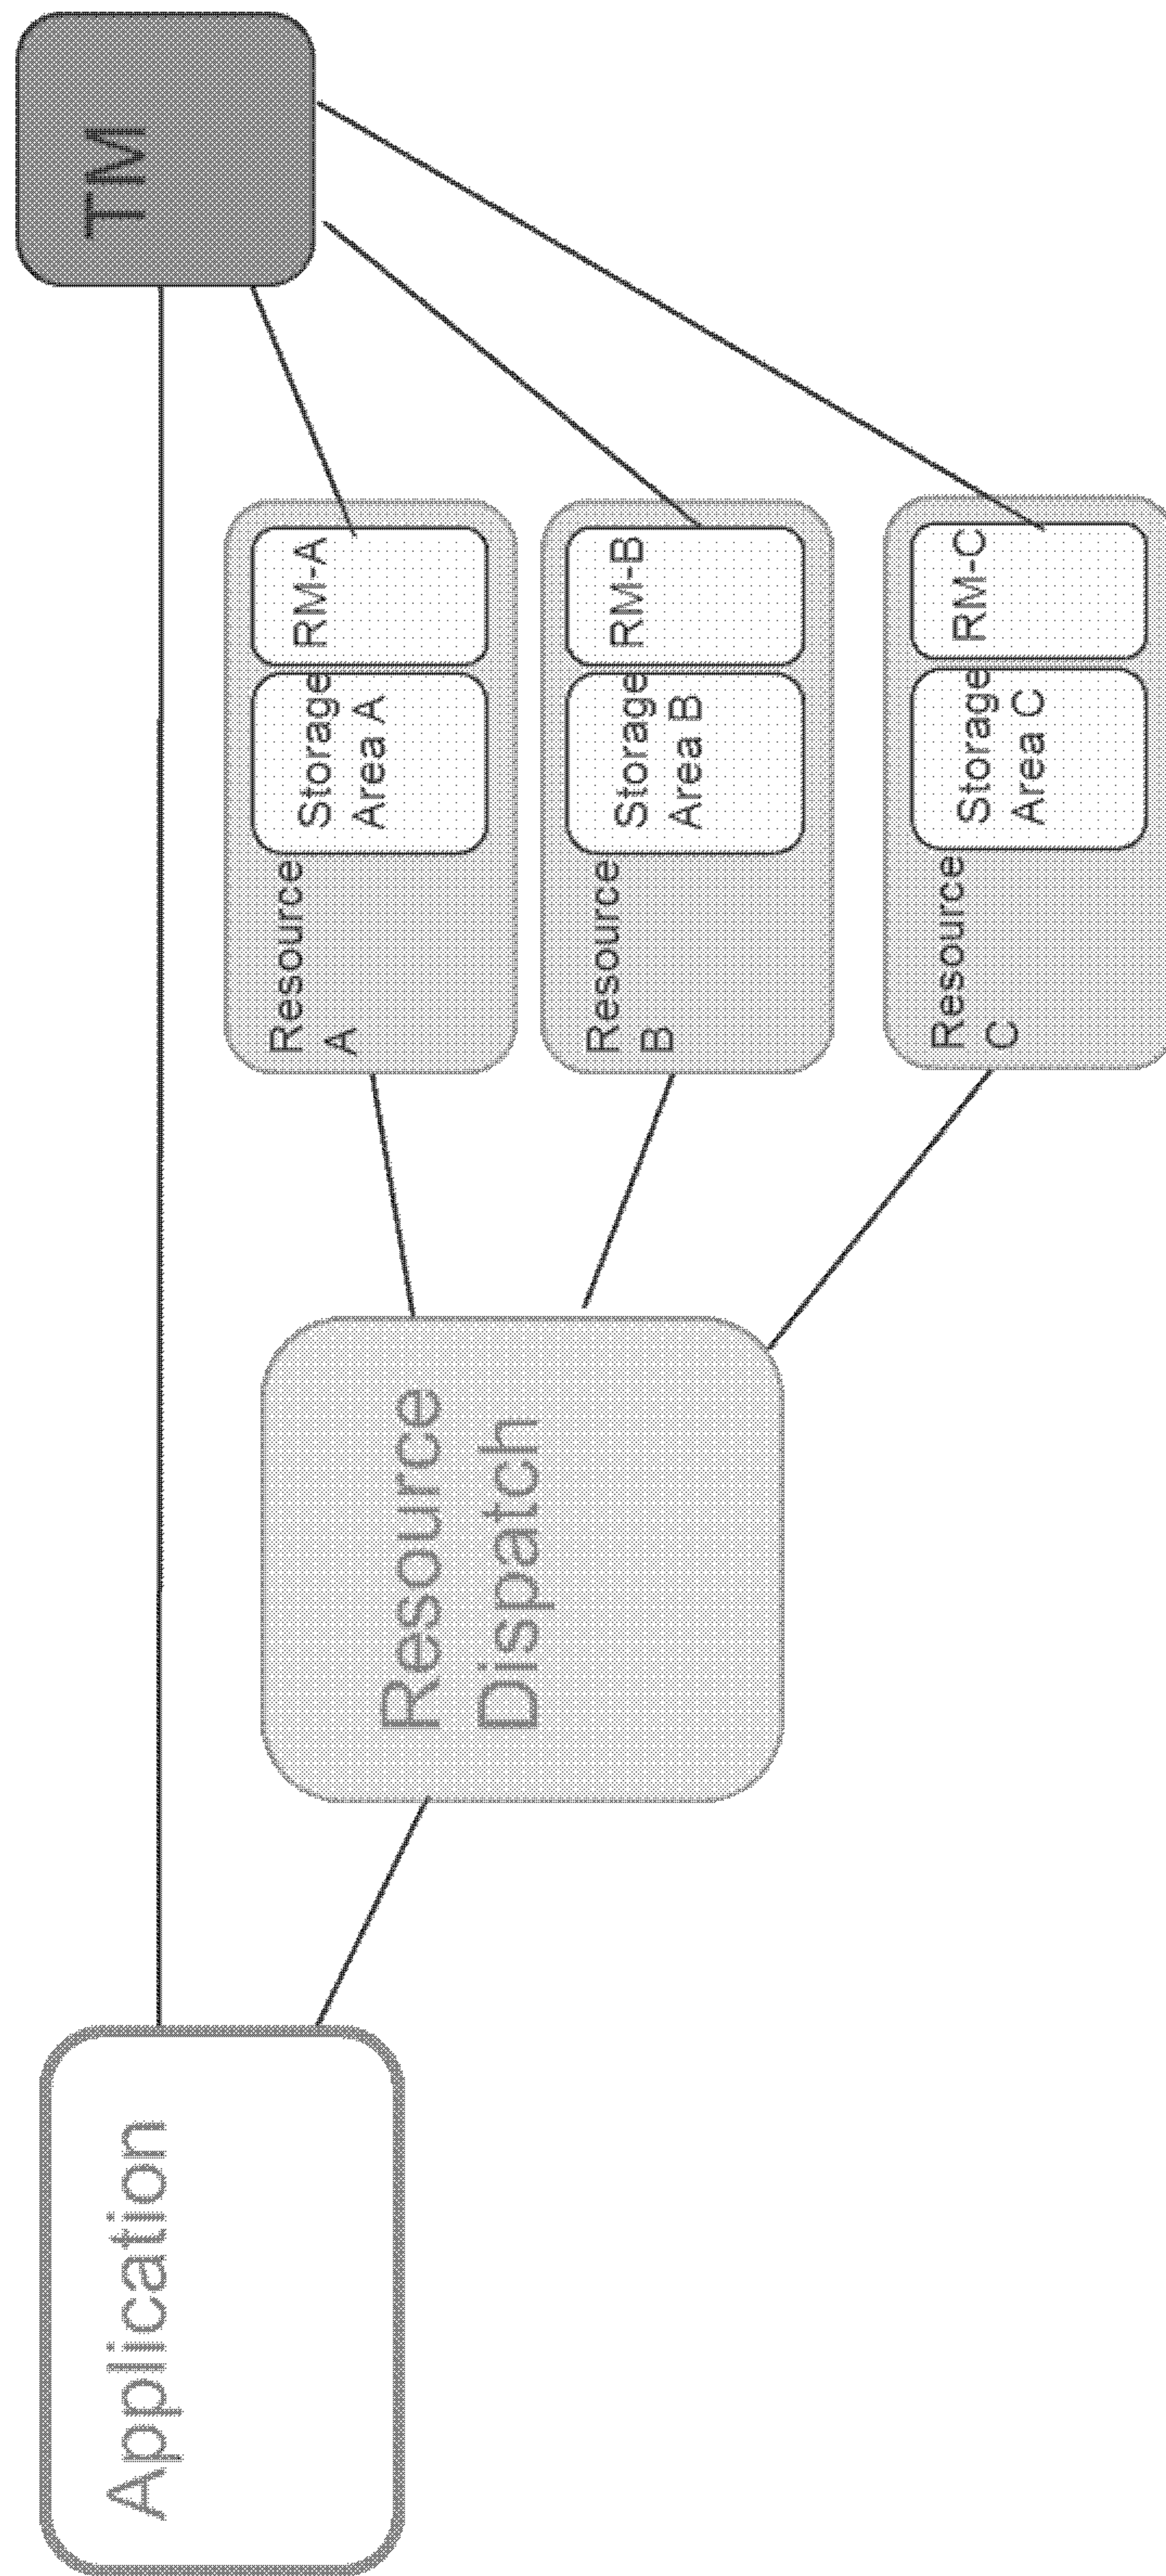 Application
Resource
Dispatch
Resource
A
Storage
Area A
RM-A
Resource
B
Storage
Area B
RM-B
Resource
C
Storage
Area C
RM-C
TM